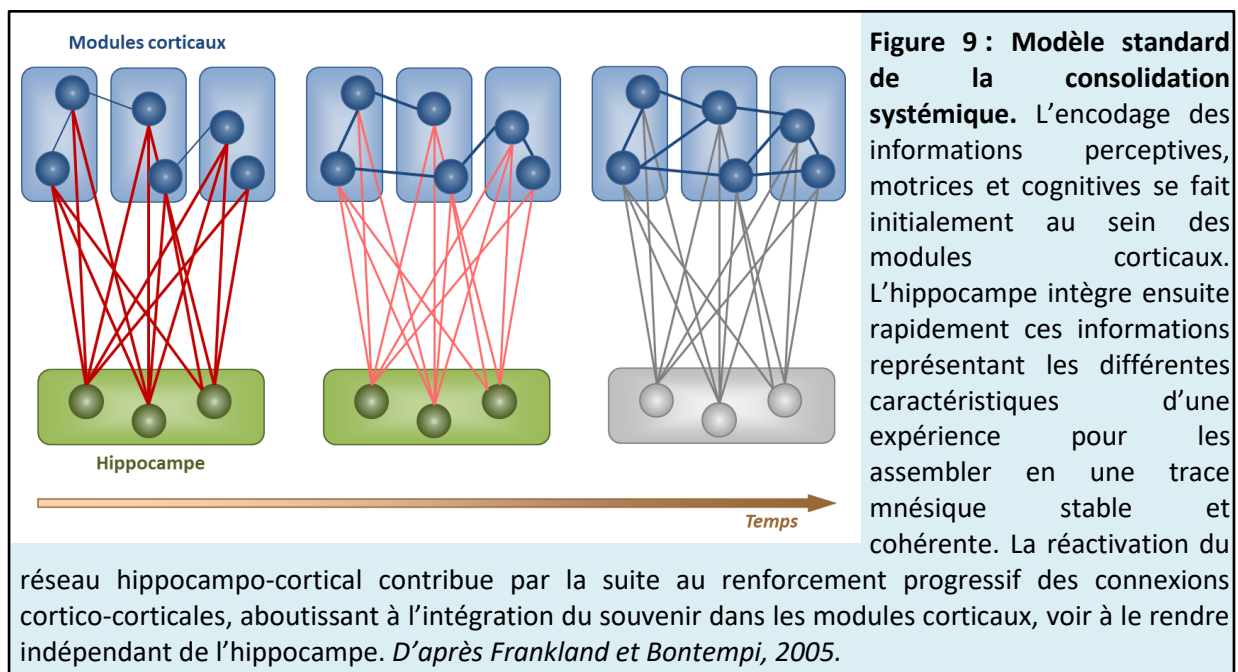 Modules corticaux
Hippocampe
Temps
Figure 9 : Modèle standard
de la consolidation
systémique. L’encodage des
informations perceptives,
motrices et cognitives se fait
initialement au sein des
modules corticaux.
L’hippocampe intègre ensuite
rapidement ces informations
représentant les différentes
caractéristiques d’une
expérience pour les
assembler en une trace
mnésique stable et
cohérente. La réactivation du
réseau hippocampo-cortical contribue par la suite au renforcement progressif des connexions
cortico-corticales, aboutissant à l’intégration du souvenir dans les modules corticaux, voir à le rendre
indépendant de l’hippocampe. D’après Frankland et Bontempi, 2005.